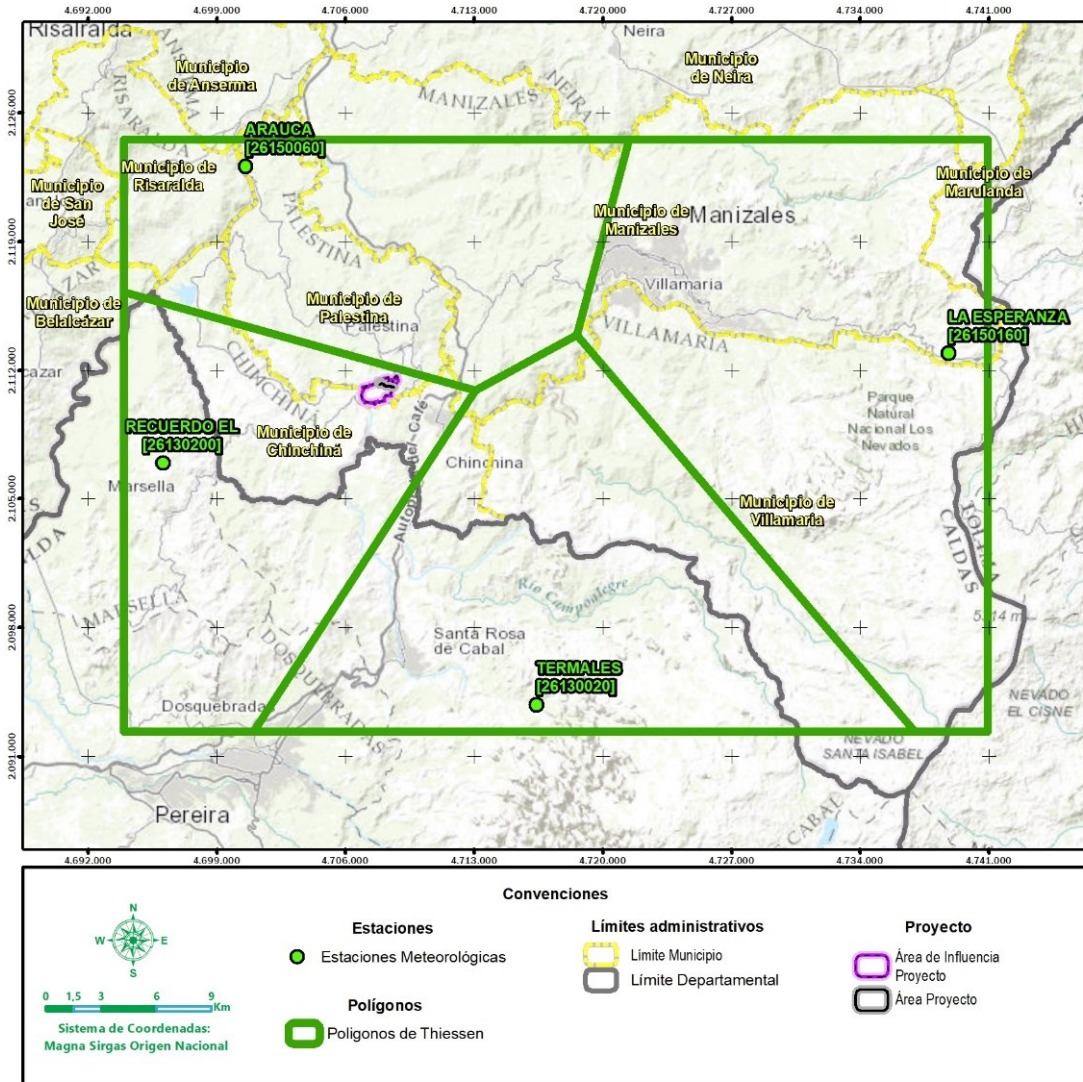 4.692.000
4.699.000
4.706.000
4.713.000
4.720.000
4.727.000
4.734.000
4.741.000
Risaralda
Neira
ANSERMA
Municipio
de Anserma
RISARALDA
MANIZALES
NEIRA
Municipio
de Neira
2.126.000
ARAUCA
[26150060]
Municipio de
Risaralda
Municipio
de San
José
Municipio de
Marulanda
PALESTINA
Municipio de
Manizales
Manizales
2.119.000
Villamaria
Municipio de
Belalcázar
Municipio de
Palestina
Palestina
VILLAMARIA
LA ESPERANZA
[26150160]
2.112.000
CHIMCHINÁ
Parque
Natural
Nacional Los
Nevados
RECUERDO EL
[26130200]
Municipio de
Chinchiná
Chinchina
Marsella
2.105.000
Municipio de
Villamaria
TOLIMA
CALDAS
Río Campoalegre
MARSELLA
2.098.000
DOSQUEBRADAS
Santa Rosa
de Cabal
TERMALES
[26130020]
Dosquebradas
NEVADO
EL CISNE
NEVADO
SANTA ISABEL
2.091.000
Pereira
CABAL
4.692.000
4.699.000
4.706.000
4.713.000
4.720.000
4.727.000
4.734.000
4.741.000
Convenciones
N
W
E
S
0
1,5
3
6
9
Km
Sistema de Coordenadas:
Magna Sirgas Origen Nacional
Estaciones
Estaciones Meteorológicas
Polígonos
Poligonos de Thiessen
Límites administrativos
Límite Municipio
Límite Departamental
Proyecto
Área de Influencia
Proyecto
Área Proyecto